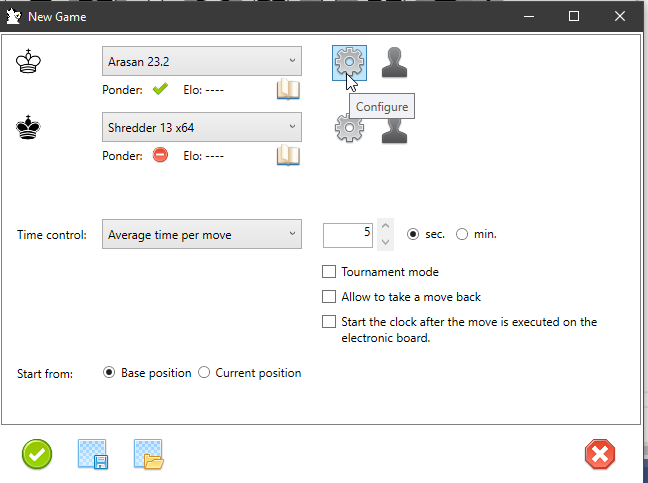 New Game
Arasan 23.2
Ponder: Elo: ----
Configure
Shredder 13 x64
Ponder: Elo: ----
Time control: Average time per move 5 sec. min.
Tournament mode
Allow to take a move back
Start the clock after the move is executed on the
electronic board.
Start from: Base position Current position